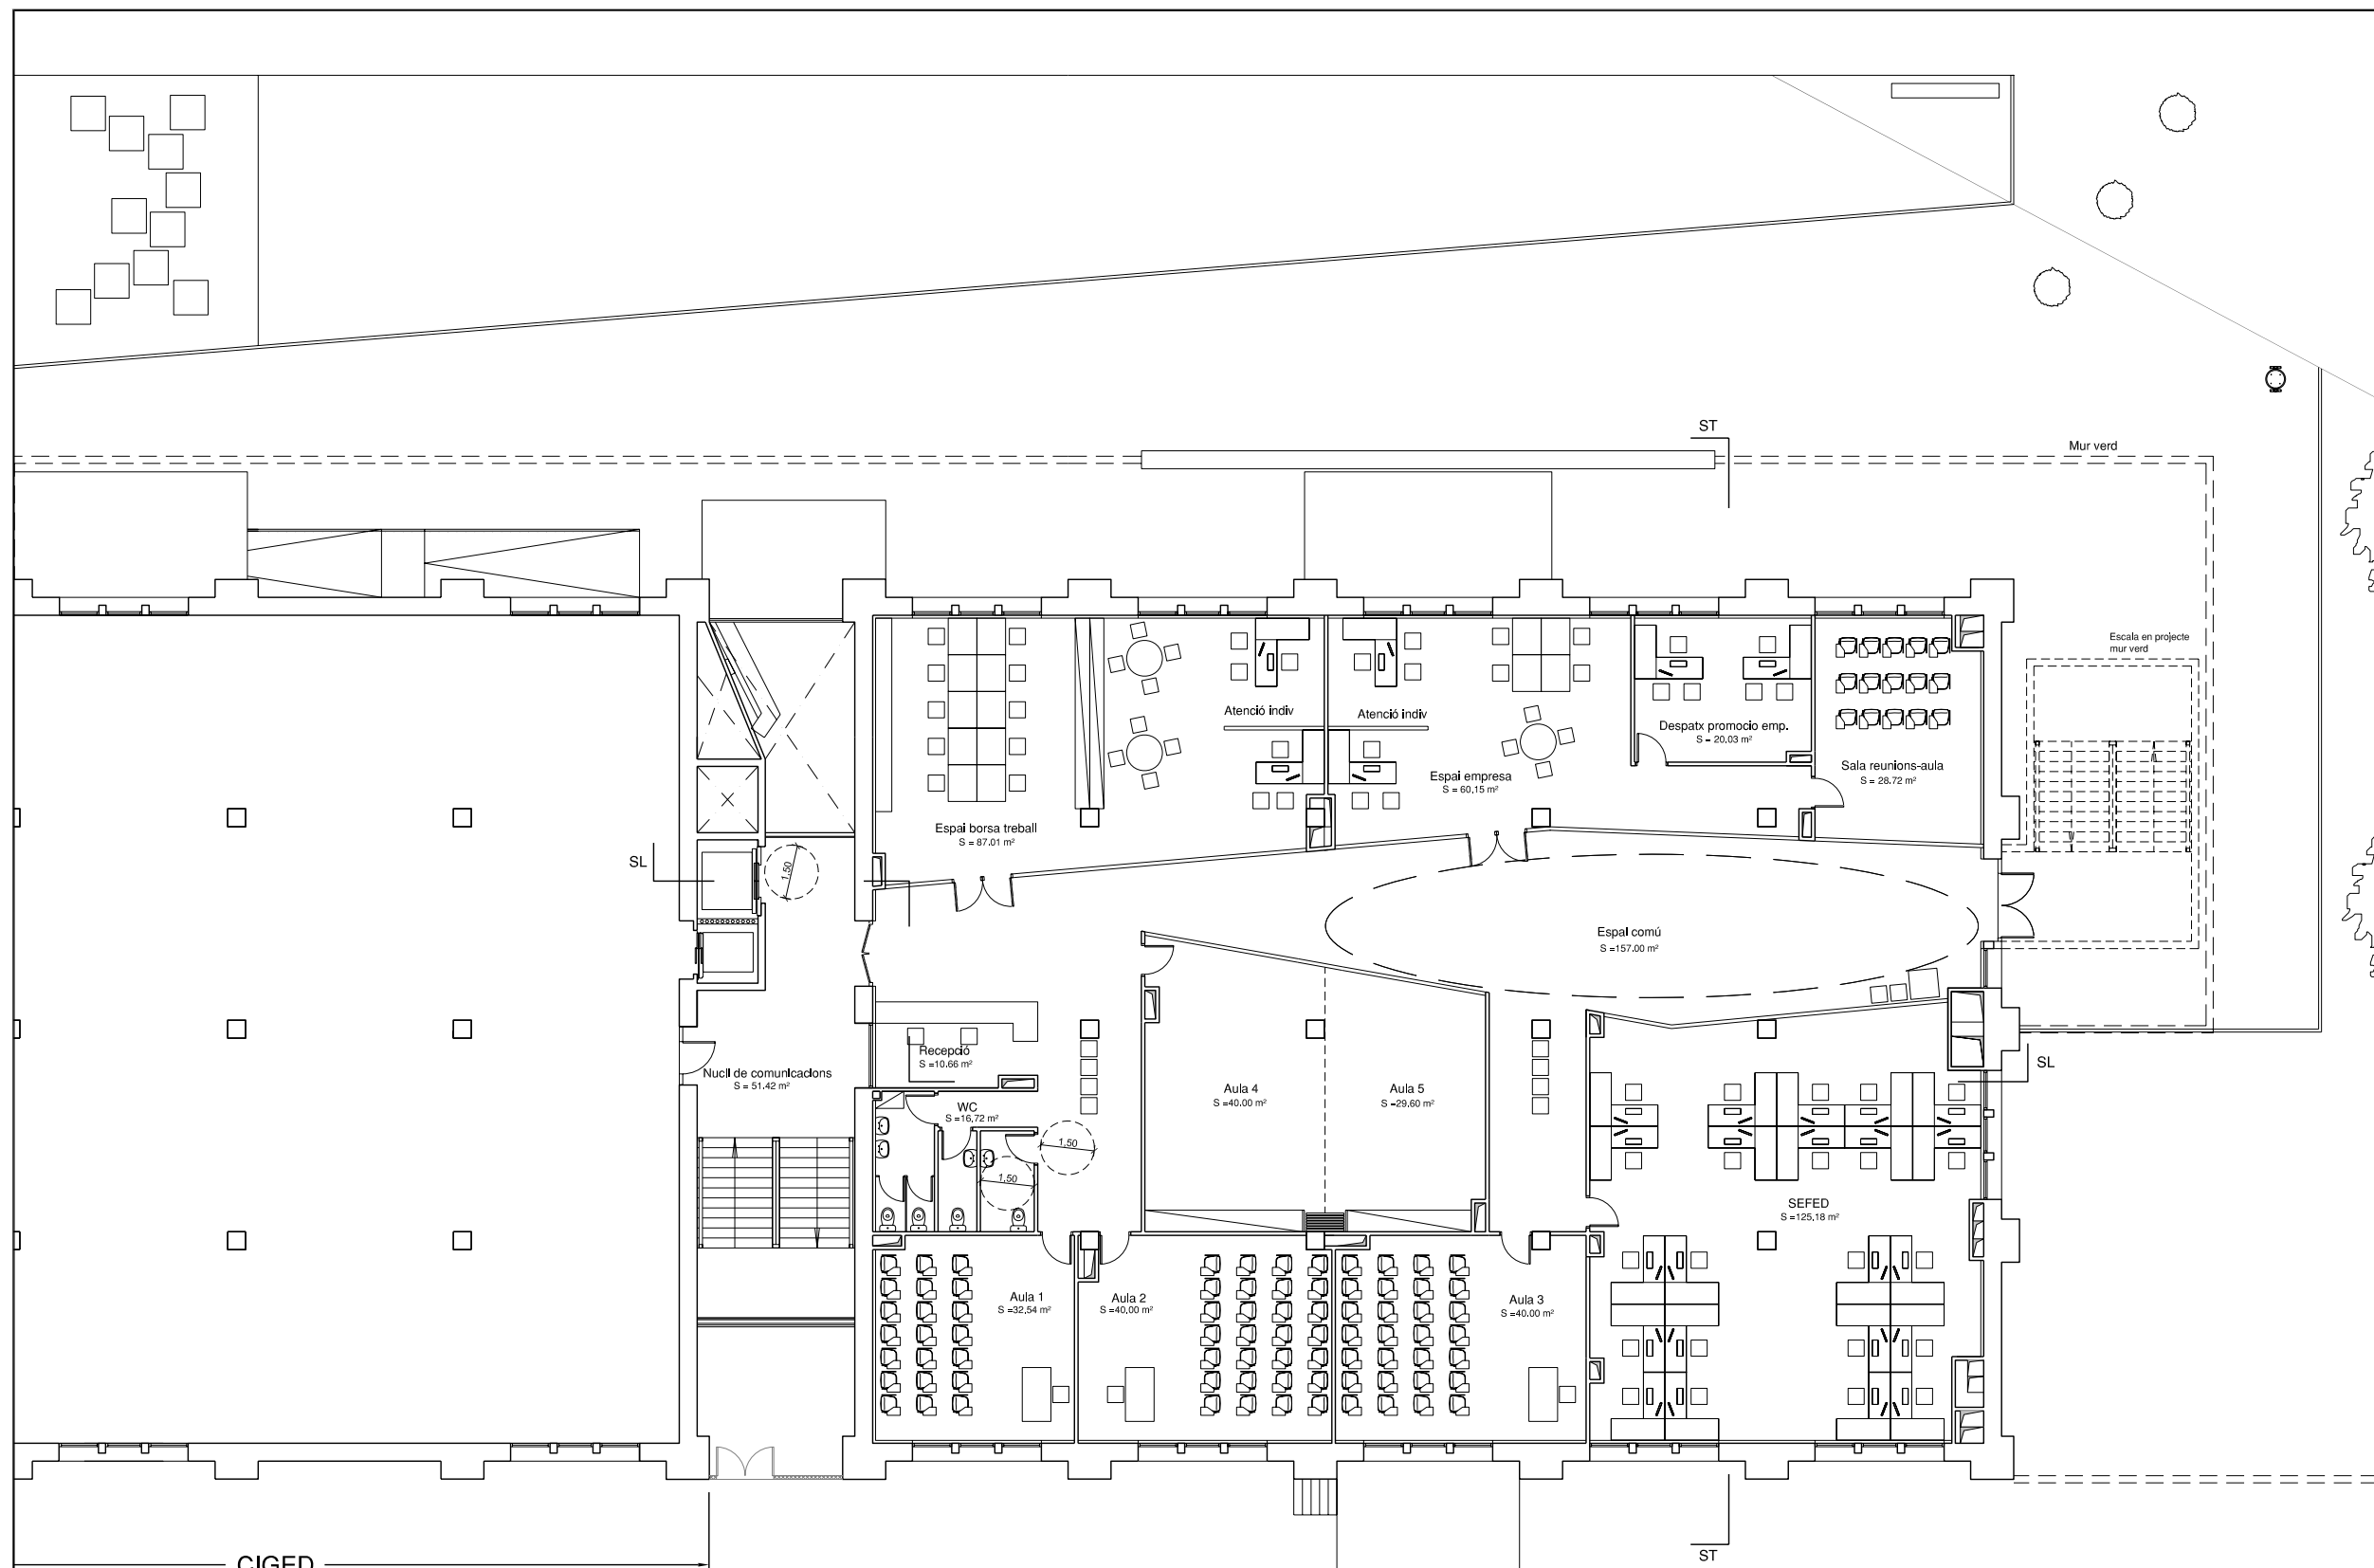 ST
Mur verd
Escala en projecte
mur verd
Atenció indiv
Atenció indiv
Despatx promocio emp.
S = 20,03 m²
Espai empresa
S = 60,15 m²
Sala reunions-aula
S = 28.72 m²
Espai borsa treball
S = 87.01 m²
SL
1,50
Espai comú
S =157.00 m²
Recepció
S =10.66 m²
Nucli de comunicacions
S = 51.42 m²
SL
WC
S =16,72 m²
Aula 4
S =40.00 m²
Aula 5
S =29.60 m²
1,50
1,50
SEFED
S =125,18 m²
Aula 1
S =32,54 m²
Aula 2
S =40,00 m²
Aula 3
S =40.00 m²
ST
CIGED